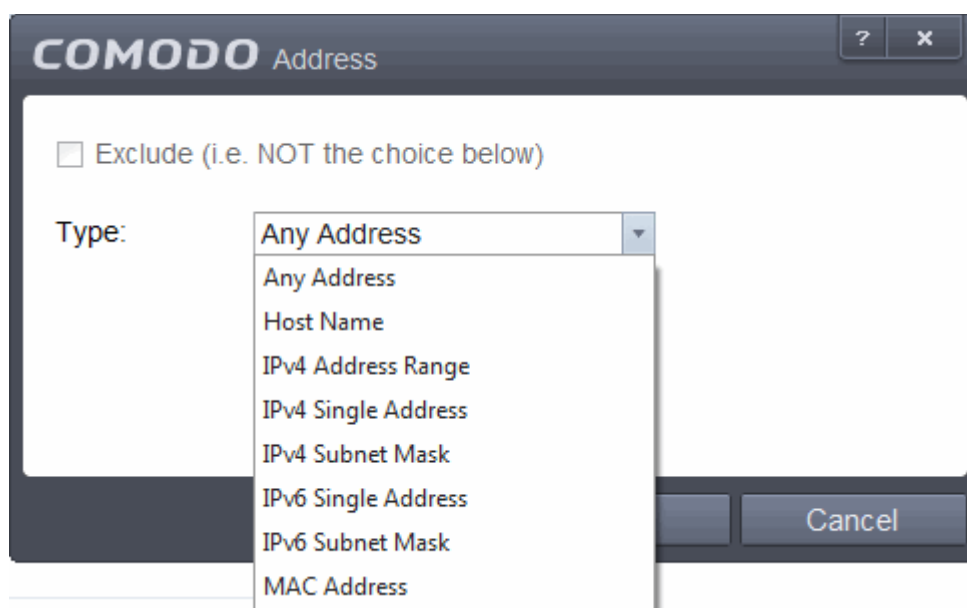 COMODO Address
? x
Exclude (i.e. NOT the choice below)
Type: Any Address
Any Address
Host Name
IPv4 Address Range
IPv4 Single Address
IPv4 Subnet Mask
IPv6 Single Address
IPv6 Subnet Mask
Cancel
MAC Address